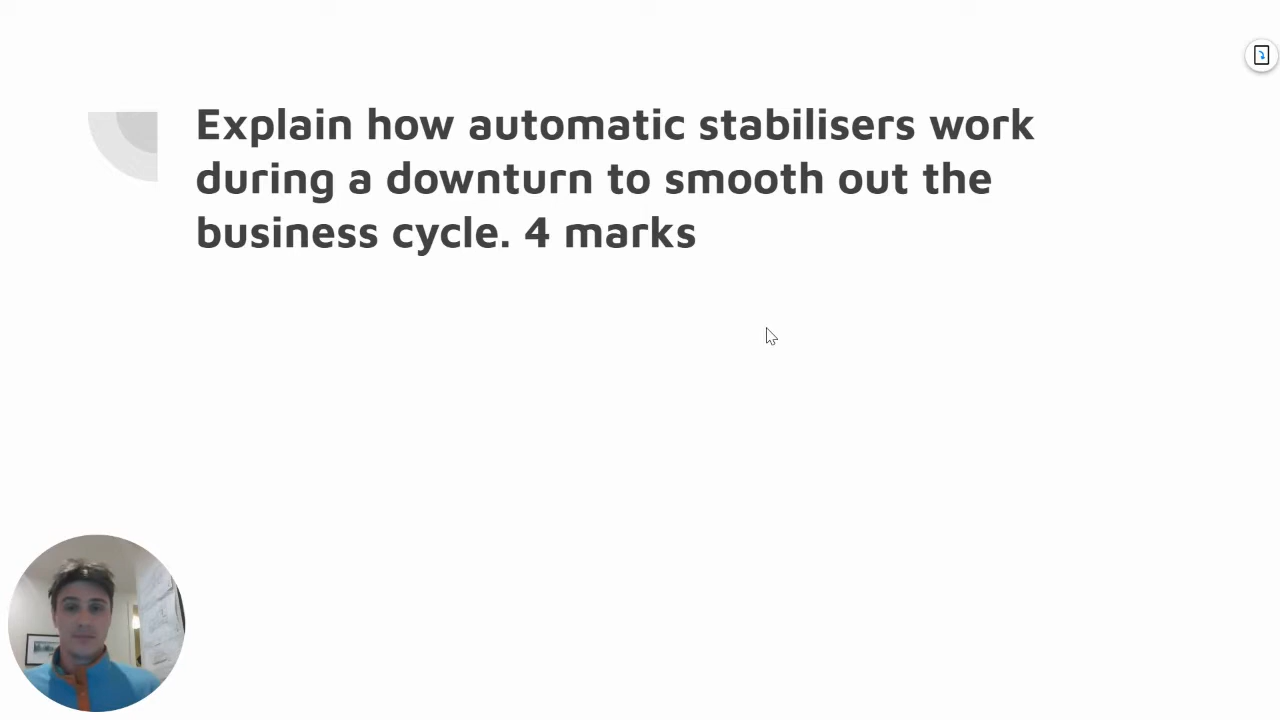 Explain how automatic stabilisers work
during a downturn to smooth out the
business cycle. 4 marks